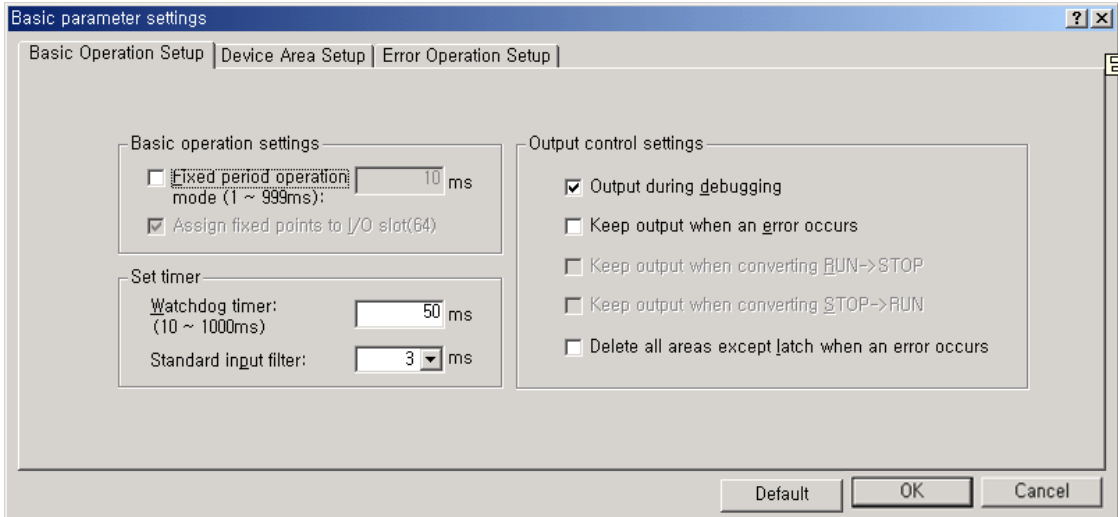 Basic parameter settings
Basic Operation Setup
Device Area Setup
Error Operation Setup
Basic operation settings
Fixed period operation
mode (1 ~ 999ms):
10 ms
Assign fixed points to I/O slot(64)
Set timer
Watchdog timer:
(10 ~ 1000ms)
50 ms
Standard input filter:
3 ms
Output control settings
Output during debugging
Keep output when an error occurs
Keep output when converting RUN->STOP
Keep output when converting STOP->RUN
Delete all areas except latch when an error occurs
Default
OK
Cancel